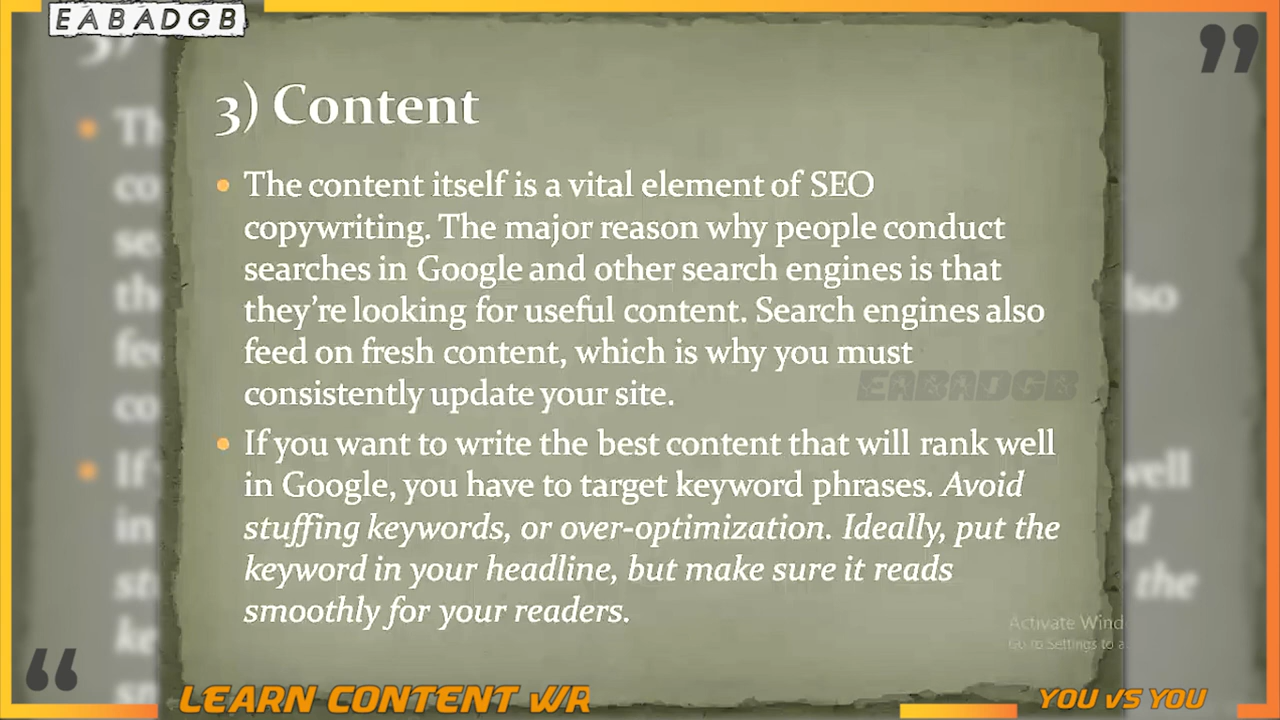 EABADGB
3) Content
The content itself is a vital element of SEO
copywriting. The major reason why people conduct
searches in Google and other search engines is that
they're looking for useful content. Search engines also
feed on fresh content, which is why you must
consistently update your site.
EABADGB
If you want to write the best content that will rank well
in Google, you have to target keyword phrases. Avoid
stuffing keywords, or over-optimization. Ideally, put the
keyword in your headline, but make sure it reads
smoothly for your readers.
Activate Wind
Go to Settings to a
LEARN CONTENT WR
YOU VS YOU